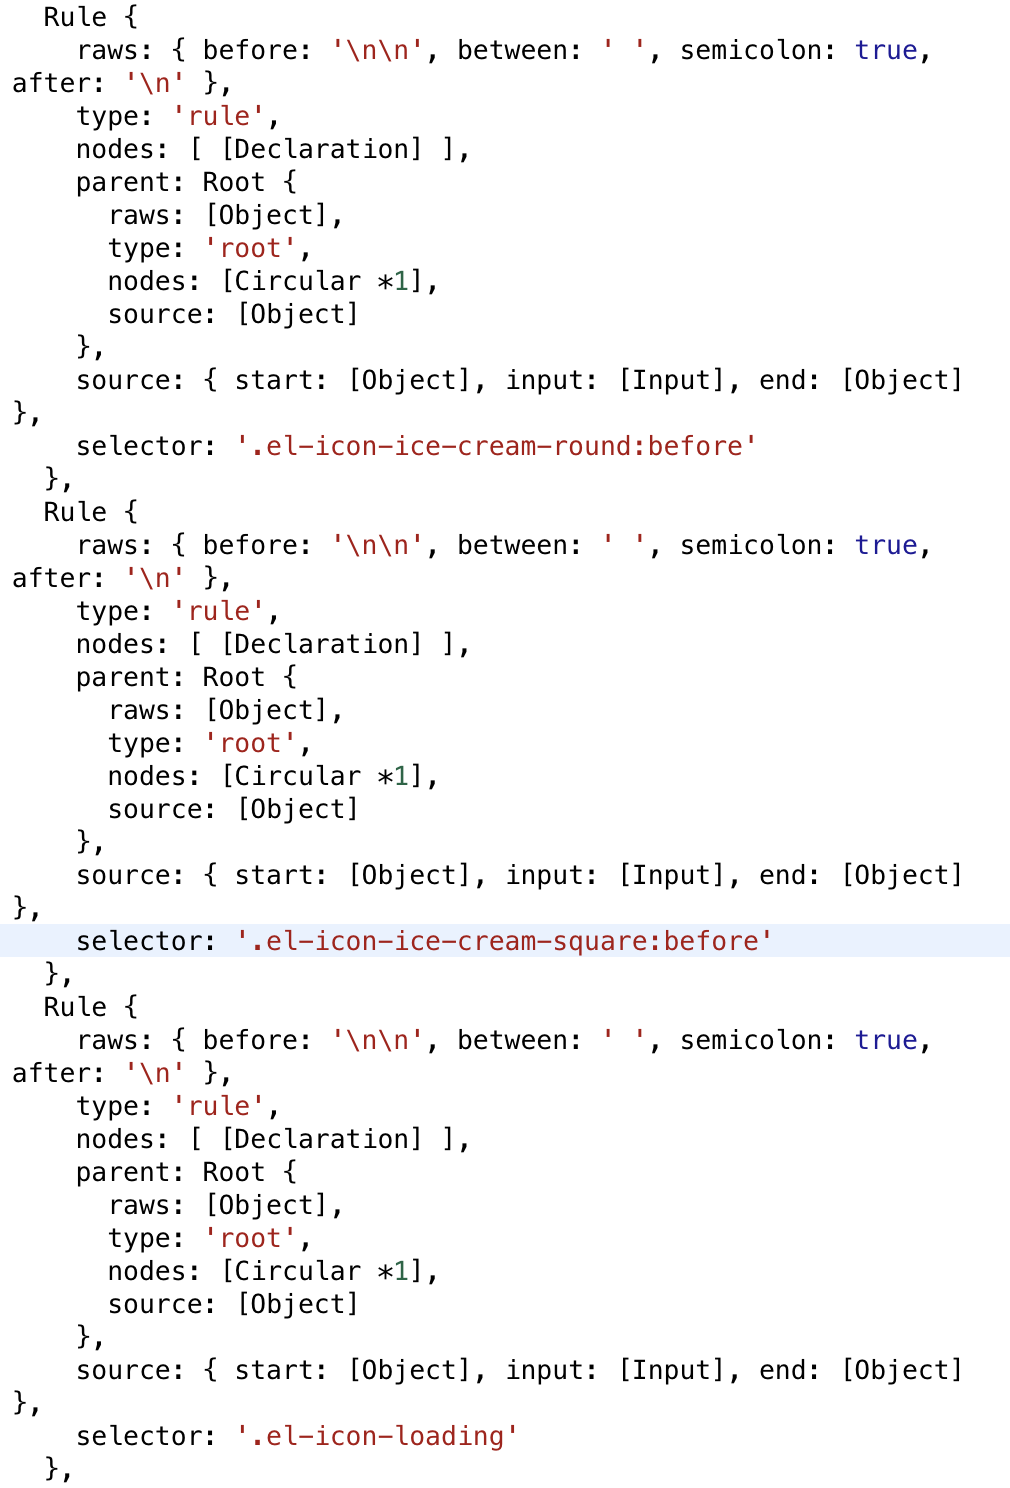 Rule {
    raws: { before: '\n\n', between: ' ', semicolon: true,
after: '\n' },
    type: 'rule',
    nodes: [ [Declaration] ],
    parent: Root {
      raws: [Object],
      type: 'root',
      nodes: [Circular *1],
      source: [Object]
    },
    source: { start: [Object], input: [Input], end: [Object]
},
    selector: '.el-icon-ice-cream-round:before'
  },
  Rule {
    raws: { before: '\n\n', between: ' ', semicolon: true,
after: '\n' },
    type: 'rule',
    nodes: [ [Declaration] ],
    parent: Root {
      raws: [Object],
      type: 'root',
      nodes: [Circular *1],
      source: [Object]
    },
    source: { start: [Object], input: [Input], end: [Object]
},
    selector: '.el-icon-ice-cream-square:before'
  },
  Rule {
    raws: { before: '\n\n', between: ' ', semicolon: true,
after: '\n' },
    type: 'rule',
    nodes: [ [Declaration] ],
    parent: Root {
      raws: [Object],
      type: 'root',
      nodes: [Circular *1],
      source: [Object]
    },
    source: { start: [Object], input: [Input], end: [Object]
},
    selector: '.el-icon-loading'
  },